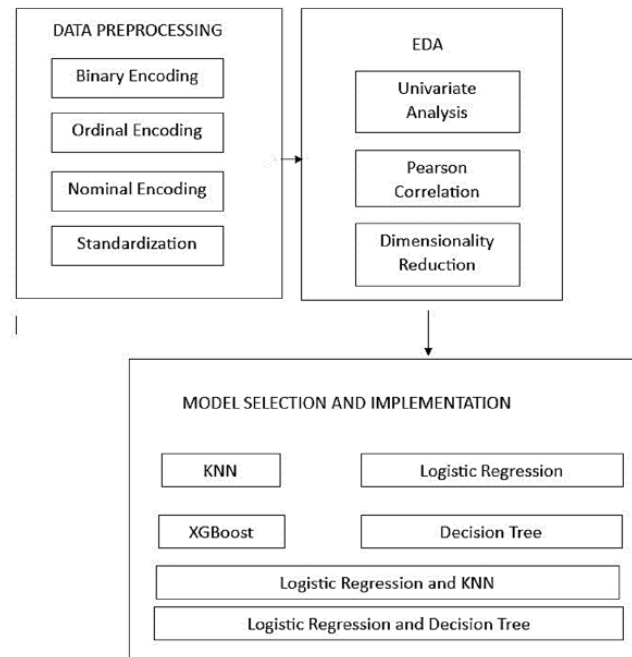 DATA PREPROCESSING
Binary Encoding
Ordinal Encoding
Nominal Encoding
Standardization
EDA
Univariate
Analysis
Pearson
Correlation
Dimensionality
Reduction
MODEL SELECTION AND IMPLEMENTATION
KNN
Logistic Regression
XGBoost
Decision Tree
Logistic Regression and KNN
Logistic Regression and Decision Tree